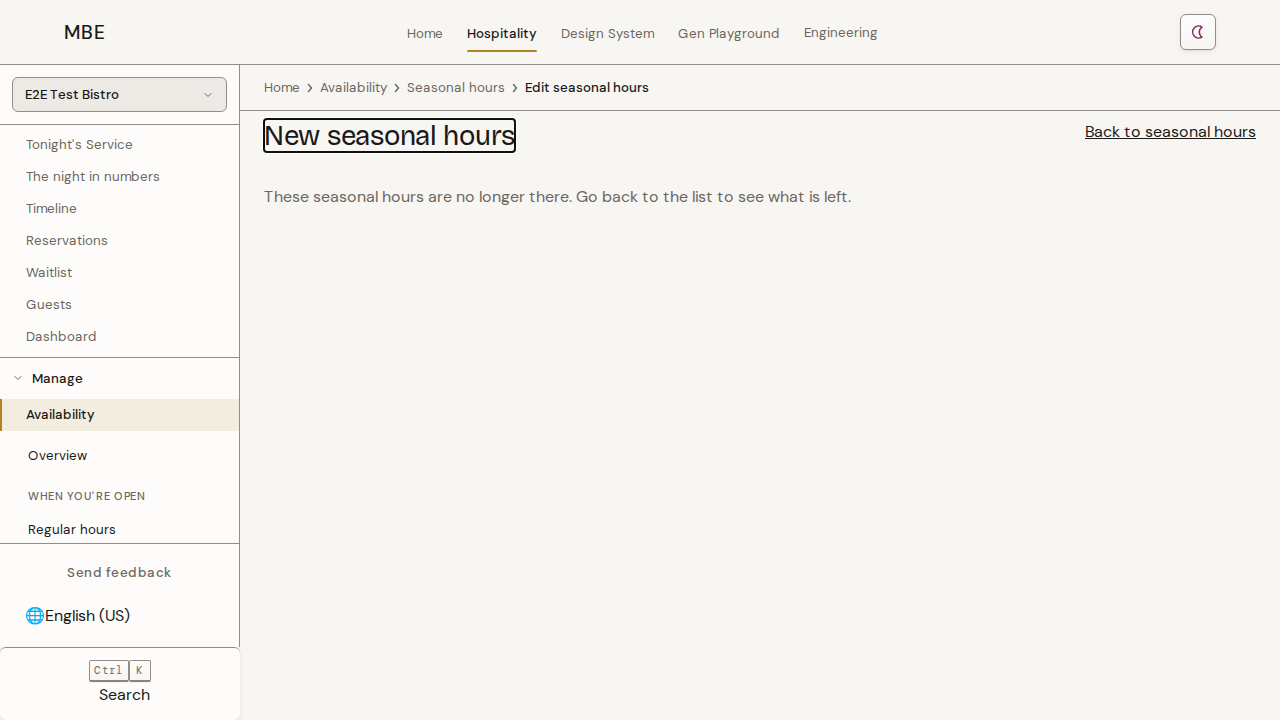 MBE
Home
Hospitality
Design System
Gen Playground
Engineering
E2E Test Bistro
Tonight's Service
The night in numbers
Timeline
Reservations
Waitlist
Guests
Dashboard
Manage
Availability
Overview
WHEN YOU'RE OPEN
Regular hours
Send feedback
English (US)
Ctrl K
Search
Home > Availability > Seasonal hours > Edit seasonal hours
New seasonal hours
Back to seasonal hours
These seasonal hours are no longer there. Go back to the list to see what is left.